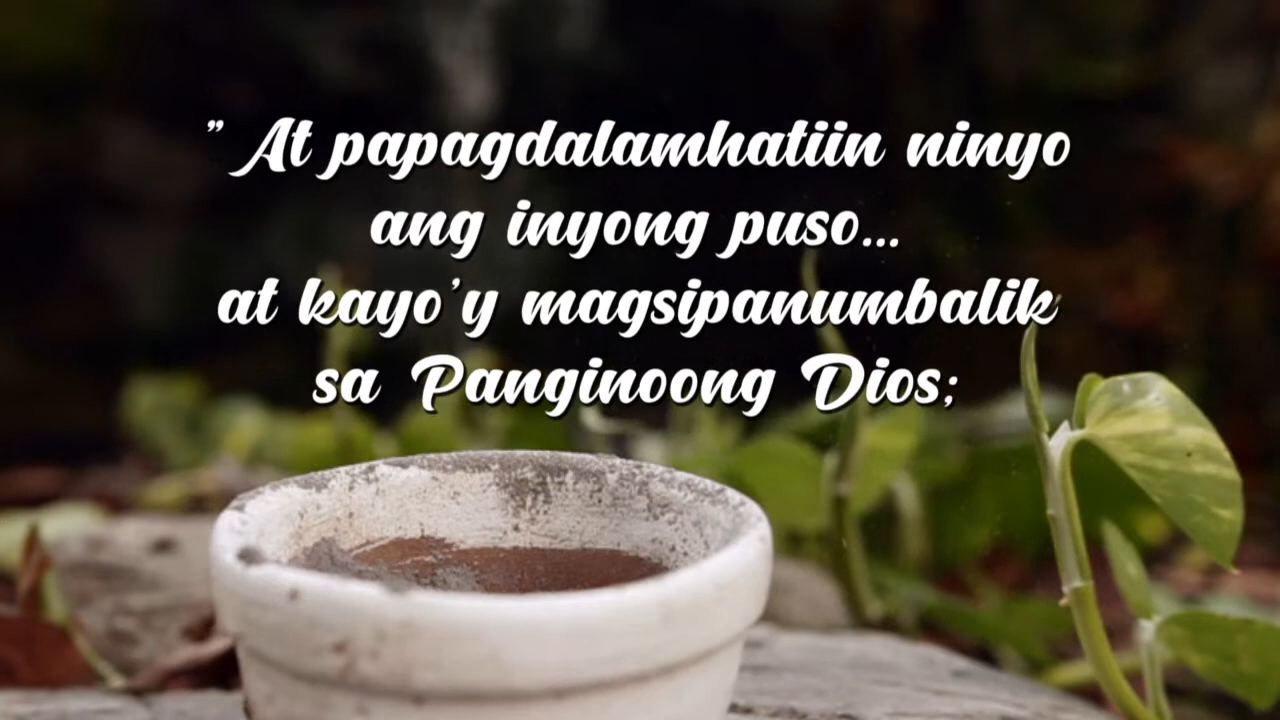 " At papagdalamhatiin ninyo
ang inyong puso...
at kayo'y magsipanumbalik
sa Panginoong Dios;